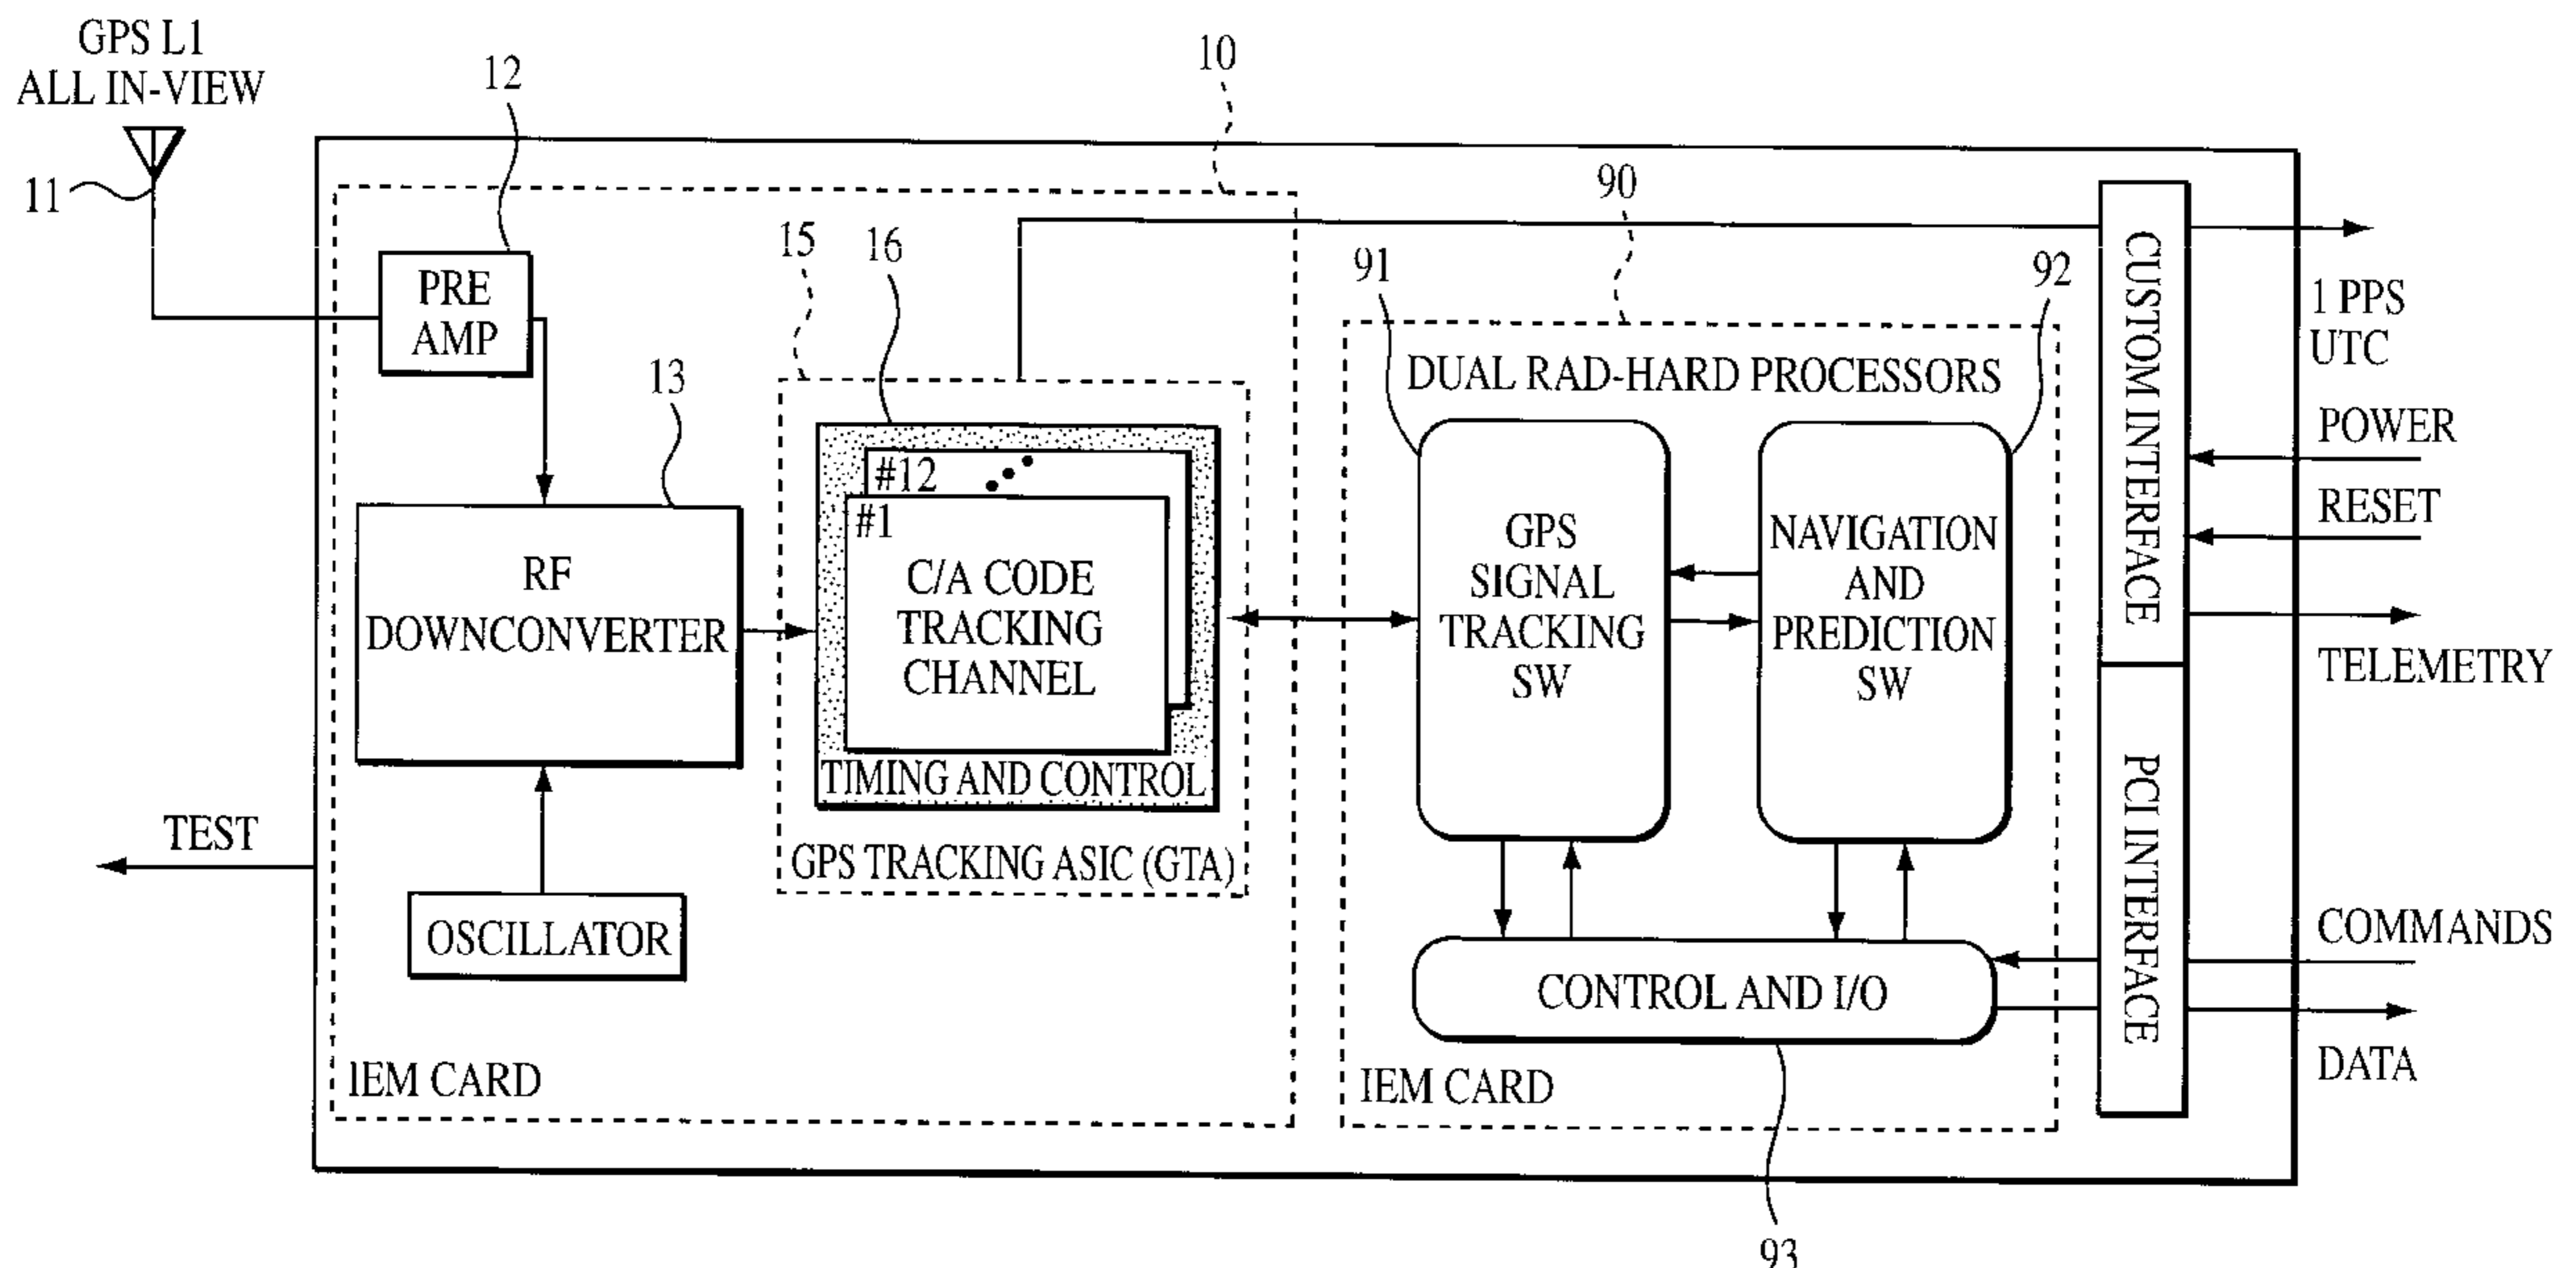 GPS L1
ALL IN-VIEW
11
12
10
PRE
AMP
13
RF
DOWNCONVERTER
OSCILLATOR
TEST
15
16
#12
#1
C/A CODE
TRACKING
CHANNEL
TIMING AND CONTROL
GPS TRACKING ASIC (GTA)
IEM CARD
90
91
92
DUAL RAD-HARD PROCESSORS
GPS
SIGNAL
TRACKING
SW
NAVIGATION
AND
PREDICTION
SW
CONTROL AND I/O
IEM CARD
93
CUSTOM INTERFACE
PCI INTERFACE
1 PPS
UTC
POWER
RESET
TELEMETRY
COMMANDS
DATA